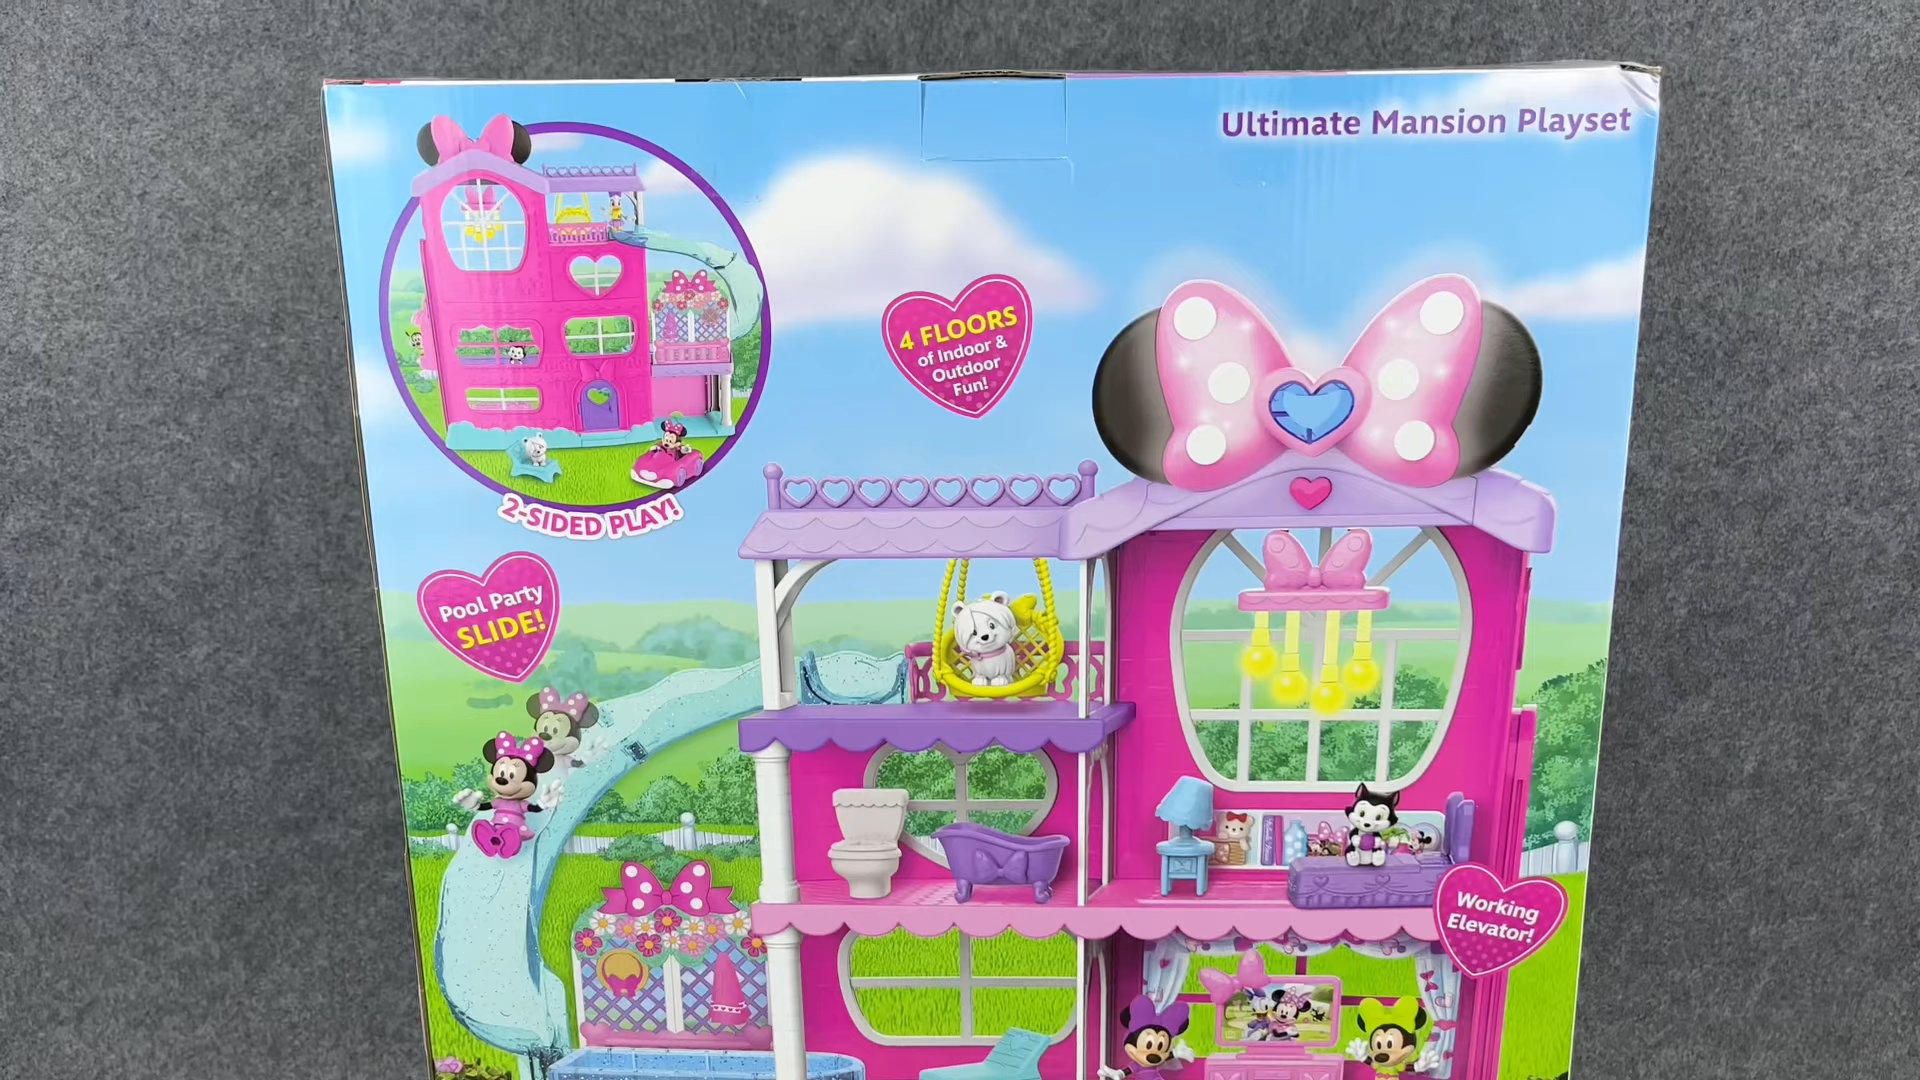 Ultimate Mansion Playset
2-SIDED PLAY!
4 FLOORS
of Indoor &
Outdoor
Fun!
Pool Party
SLIDE!
Working
Elevator!